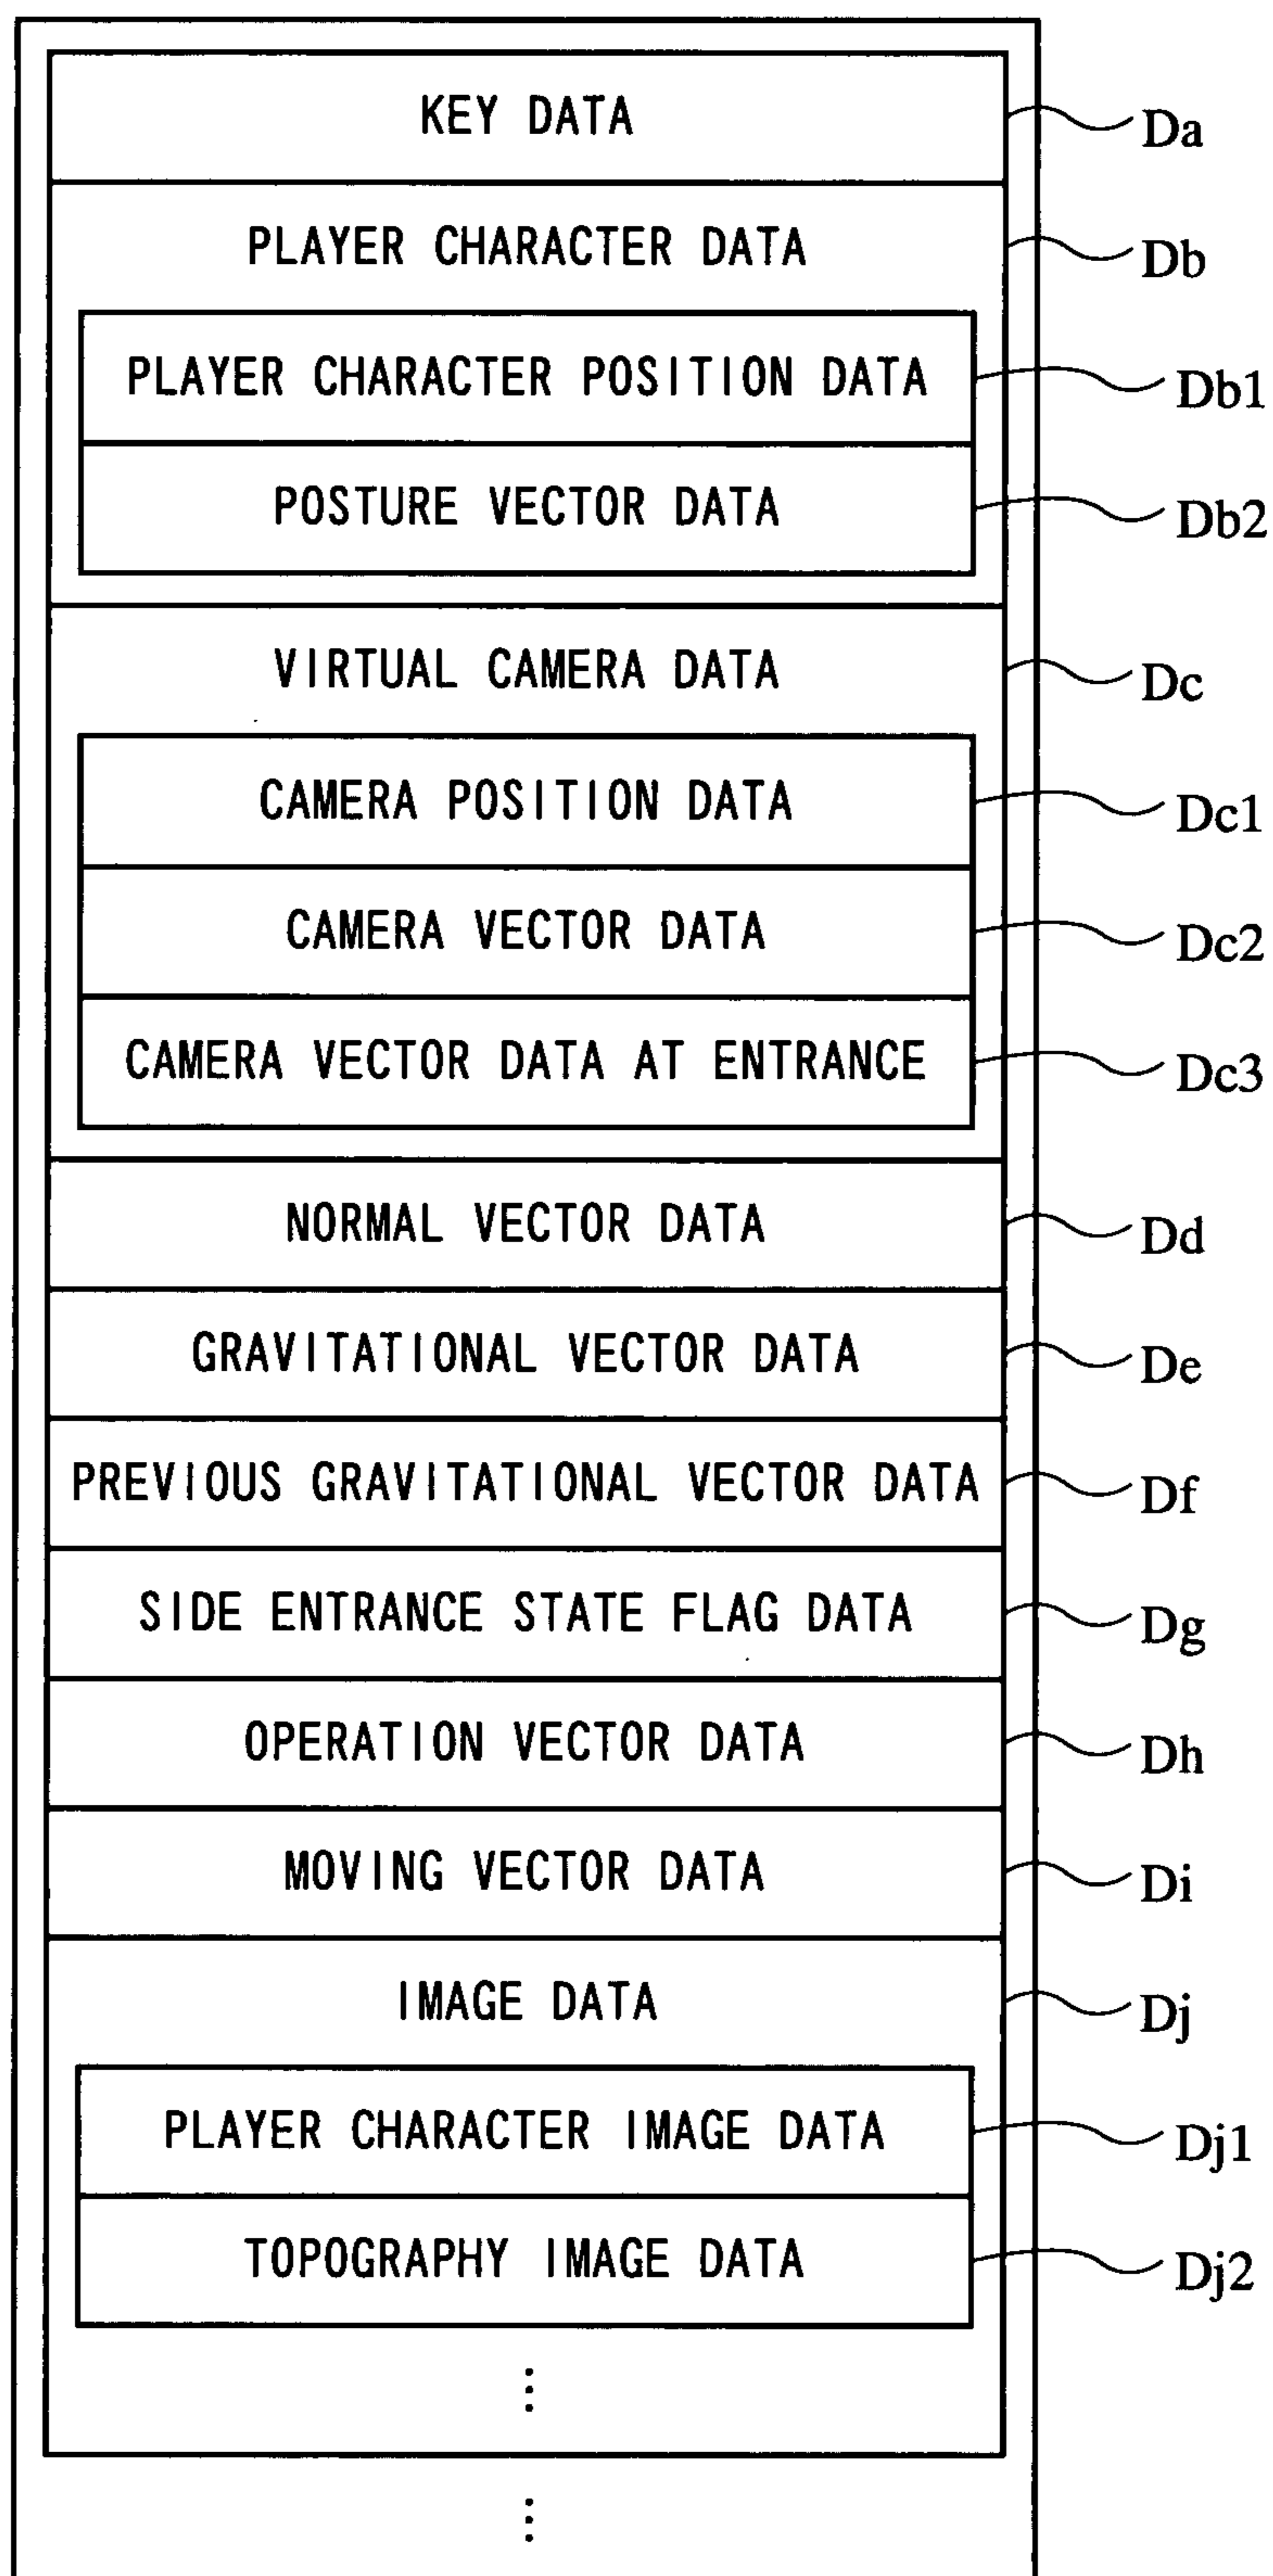 KEY DATA Da
PLAYER CHARACTER DATA Db
PLAYER CHARACTER POSITION DATA Db1
POSTURE VECTOR DATA Db2
VIRTUAL CAMERA DATA Dc
CAMERA POSITION DATA Dc1
CAMERA VECTOR DATA Dc2
CAMERA VECTOR DATA AT ENTRANCE Dc3
NORMAL VECTOR DATA Dd
GRAVITATIONAL VECTOR DATA De
PREVIOUS GRAVITATIONAL VECTOR DATA Df
SIDE ENTRANCE STATE FLAG DATA Dg
OPERATION VECTOR DATA Dh
MOVING VECTOR DATA Di
IMAGE DATA Dj
PLAYER CHARACTER IMAGE DATA Dj1
TOPOGRAPHY IMAGE DATA Dj2
⋮
⋮